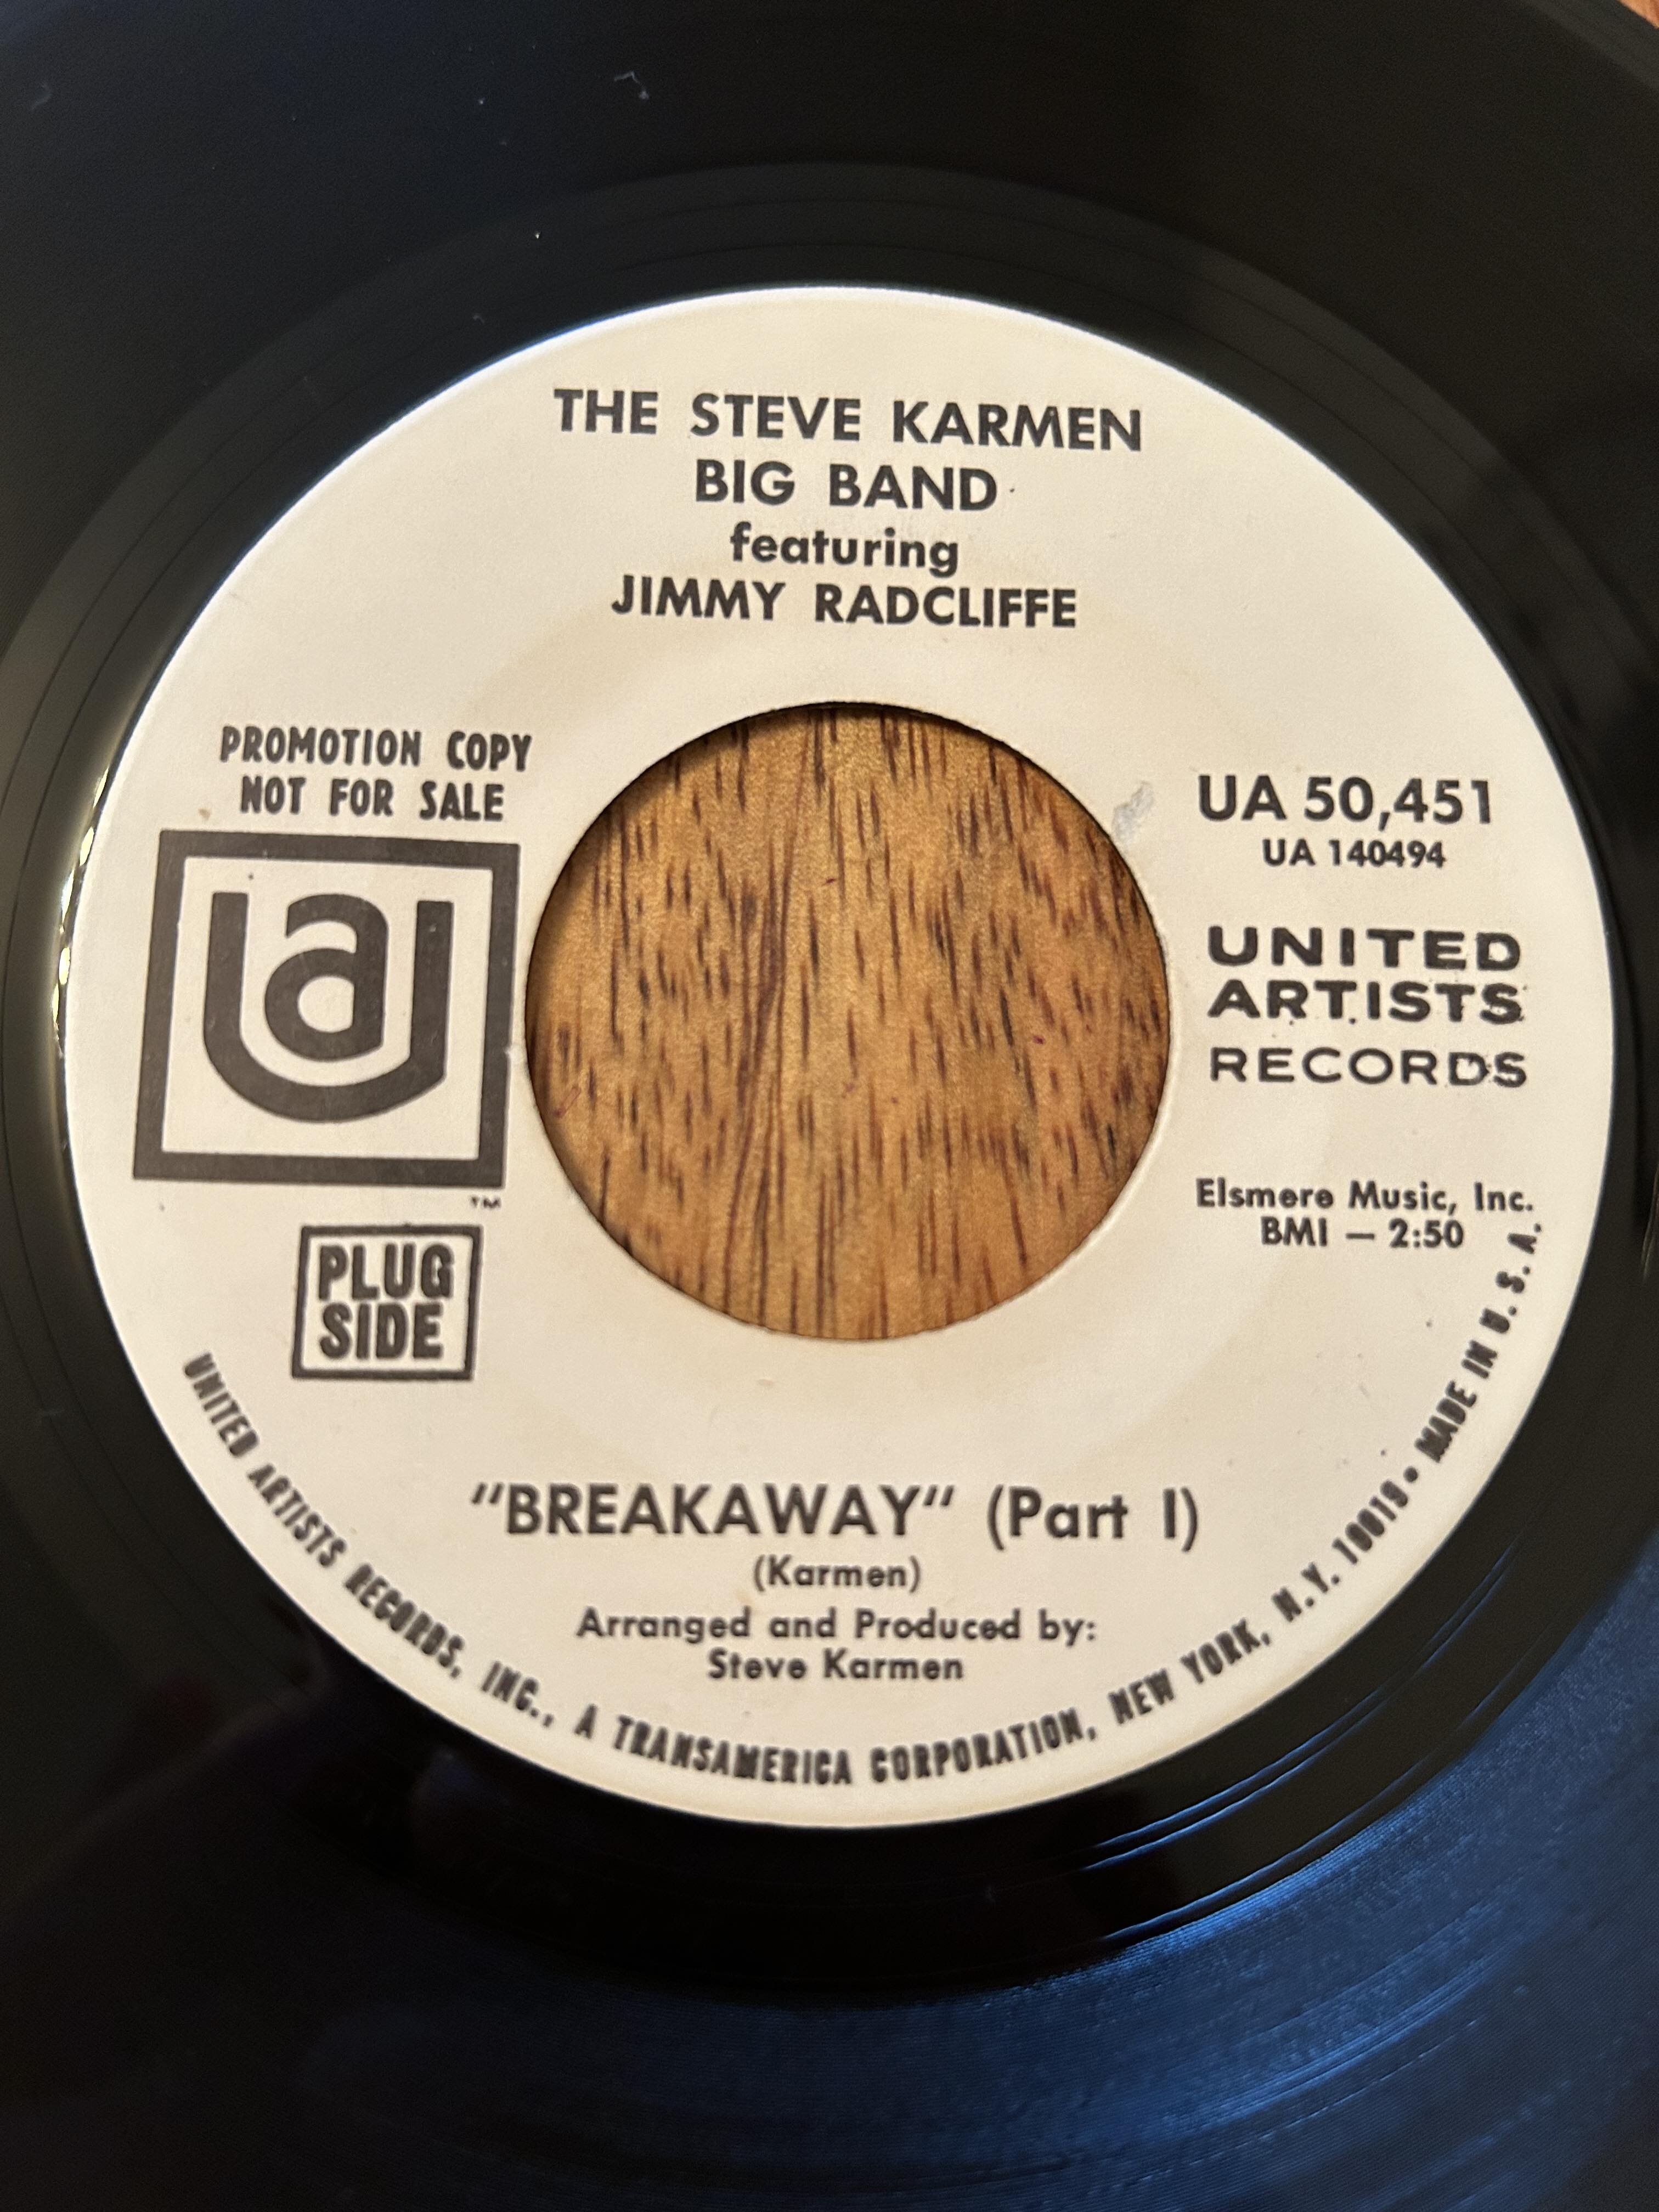 THE STEVE KARMEN
BIG BAND
featuring
JIMMY RADCLIFFE
PROMOTION COPY
NOT FOR SALE
ua
TM
PLUG
SIDE
UA 50,451
UA 140494
UNITED
ARTISTS
RECORDS
Elsmere Music, Inc.
BMI — 2:50
"BREAKAWAY" (Part I)
(Karmen)
Arranged and Produced by:
Steve Karmen
UNITED ARTISTS RECORDS, INC., A TRANSAMERICA CORPORATION, NEW YORK, N.Y. 10019 • MADE IN U.S.A.